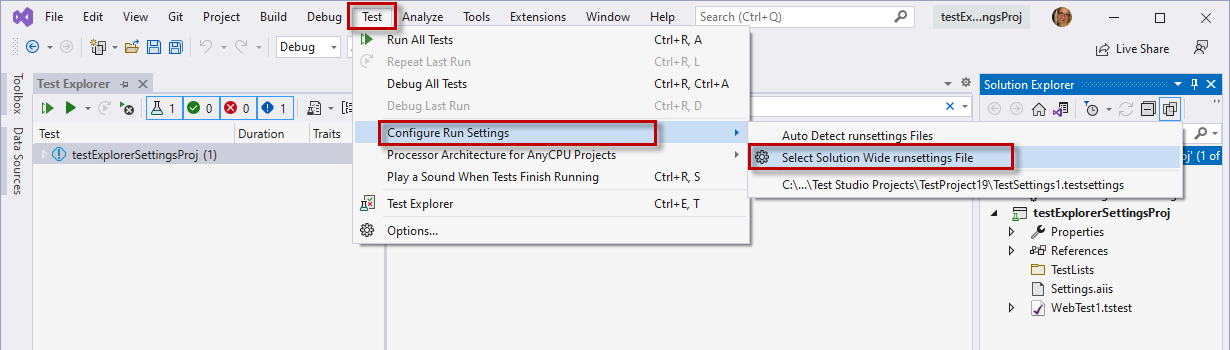 File Edit View Git Project Build Debug Test Analyze Tools Extensions Window Help Search (Ctrl+Q) testEx...ngsProj
Debug
Live Share
Toolbox
Data Sources
Test Explorer
1 0 0 1
Test Duration Traits
testExplorerSettingsProj (1)
Run All Tests Ctrl+R, A
Repeat Last Run Ctrl+R, L
Debug All Tests Ctrl+R, Ctrl+A
Debug Last Run Ctrl+R, D
Configure Run Settings
Processor Architecture for AnyCPU Projects
Play a Sound When Tests Finish Running Ctrl+R, S
Test Explorer Ctrl+E, T
Options...
Auto Detect runsettings Files
Select Solution Wide runsettings File
C:\...\Test Studio Projects\TestProject19\TestSettings1.testsettings
Solution Explorer
(1 of
testExplorerSettingsProj
Properties
References
TestLists
Settings.aiis
WebTest1.tstest